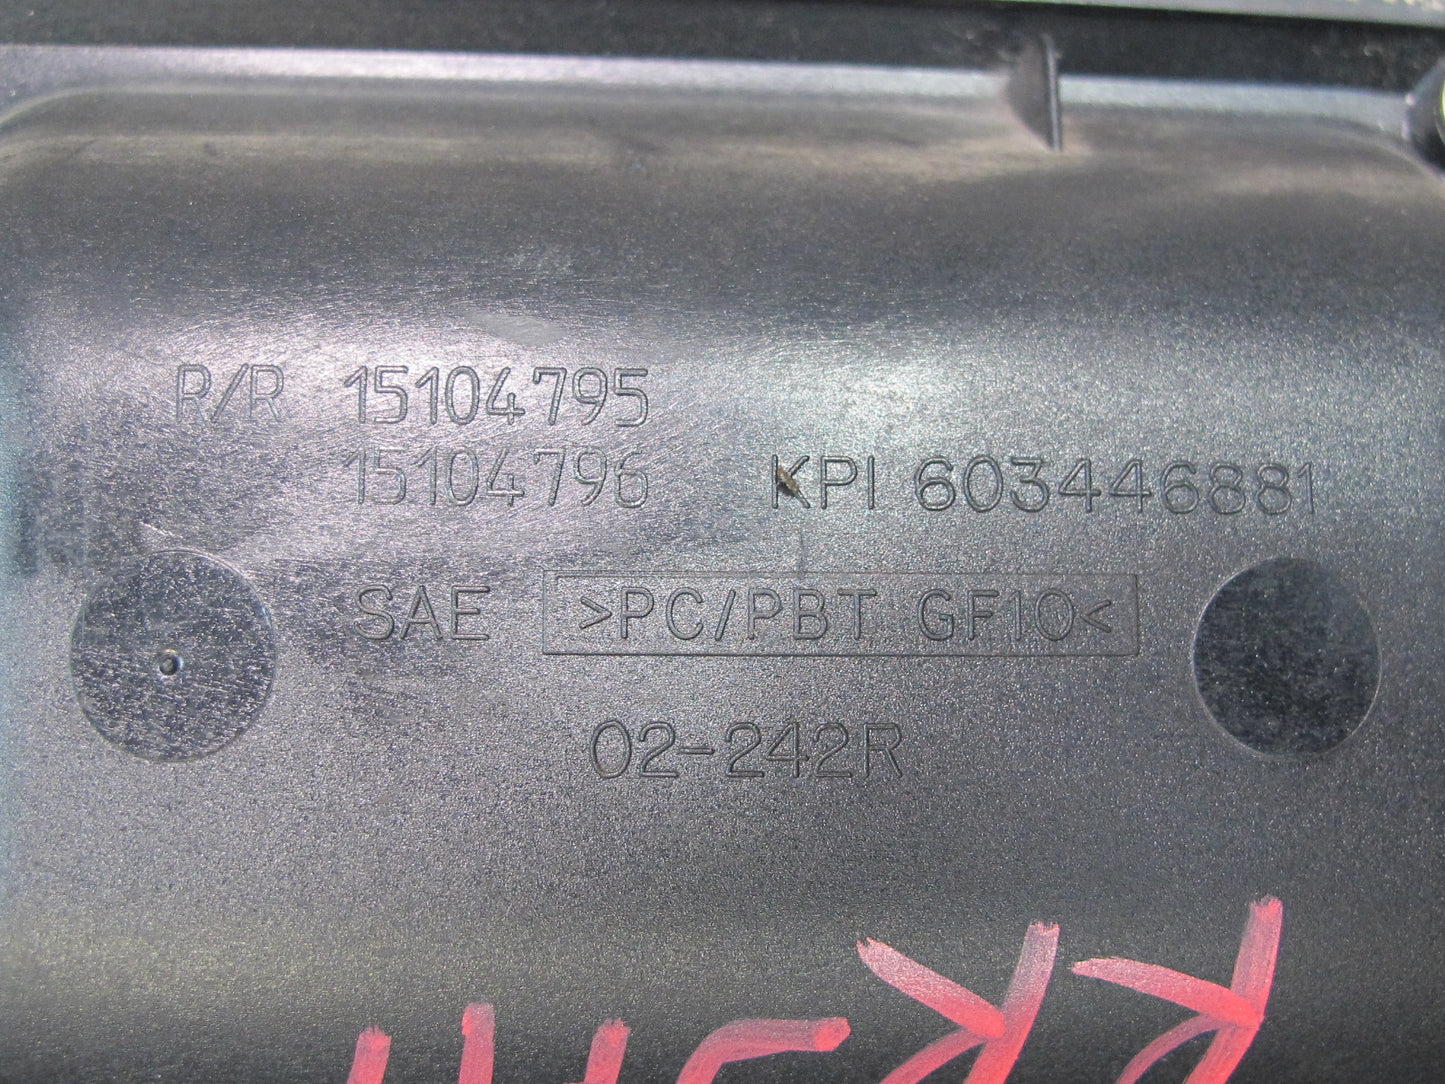 R/R 15104795
15104796
KPI 603446881
SAE >PC/PBT GF10<
02-242R